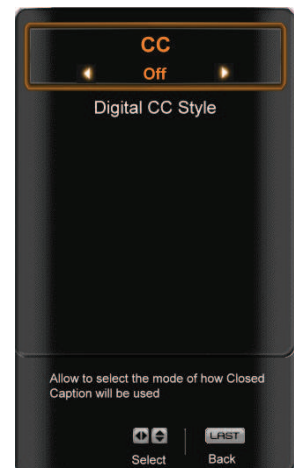 CC
Off
Digital CC Style
Allow to select the mode of how Closed
Caption will be used
LAST
Select Back